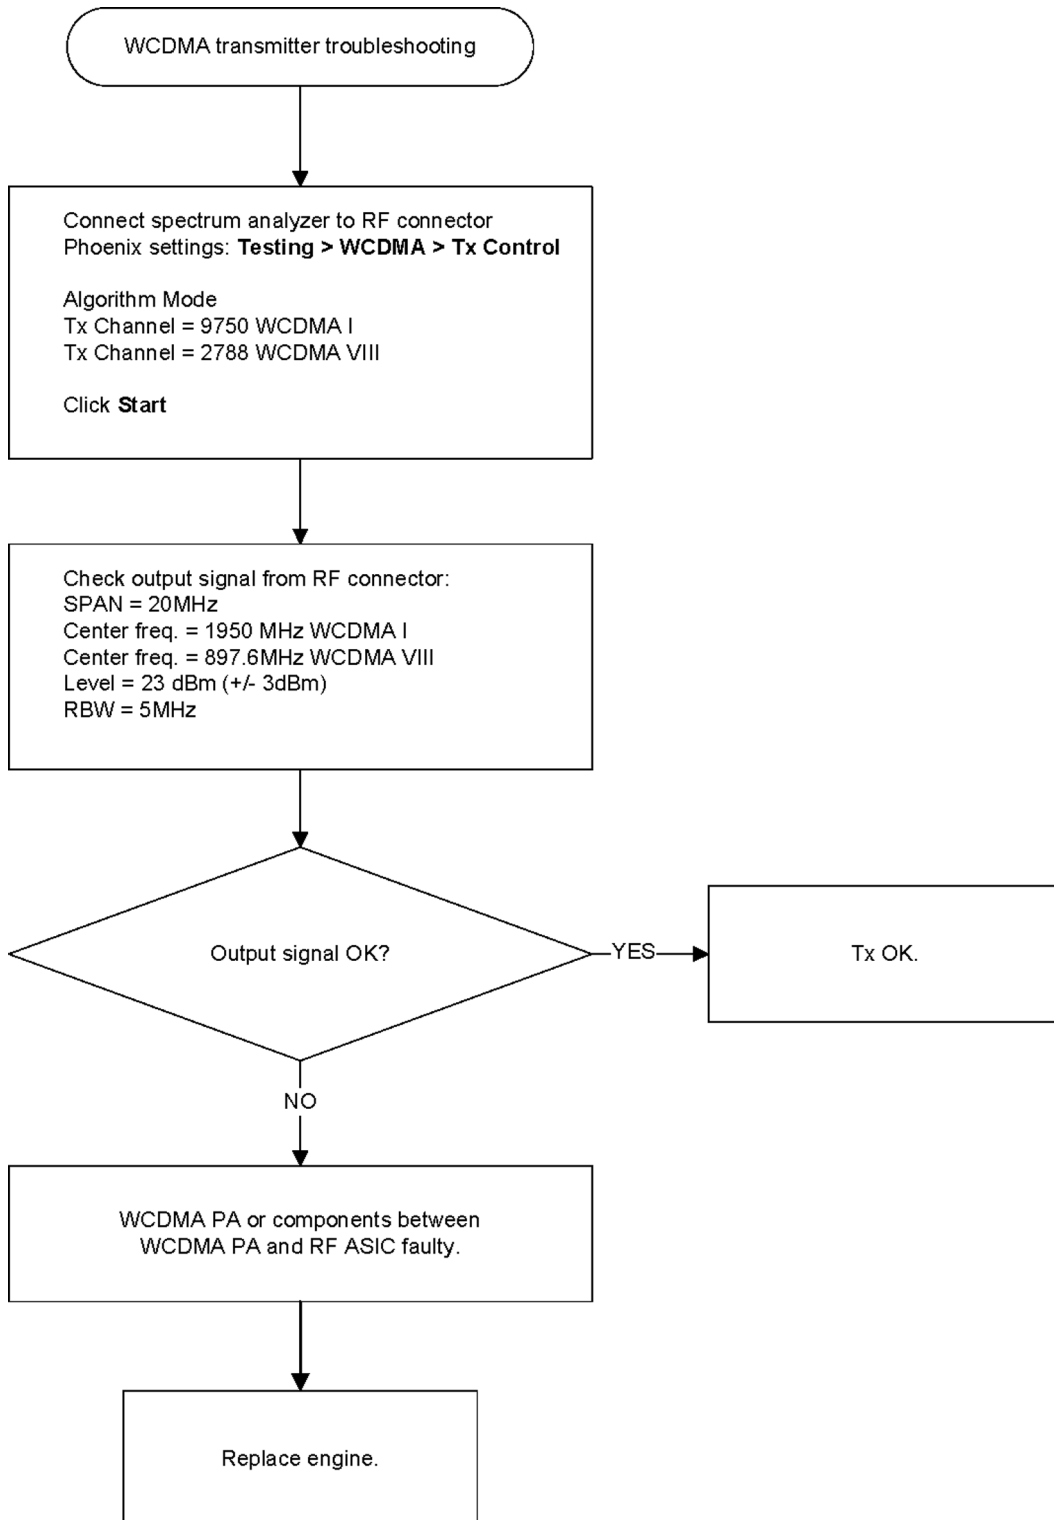 WCDMA transmitter troubleshooting
Connect spectrum analyzer to RF connector
Phoenix settings: Testing > WCDMA > Tx Control
Algorithm Mode
Tx Channel = 9750 WCDMA I
Tx Channel = 2788 WCDMA VIII
Click Start
Check output signal from RF connector:
SPAN = 20MHz
Center freq. = 1950 MHz WCDMA I
Center freq. = 897.6MHz WCDMA VIII
Level = 23 dBm (+/- 3dBm)
RBW = 5MHz
Output signal OK?
YES
Tx OK.
NO
WCDMA PA or components between
WCDMA PA and RF ASIC faulty.
Replace engine.